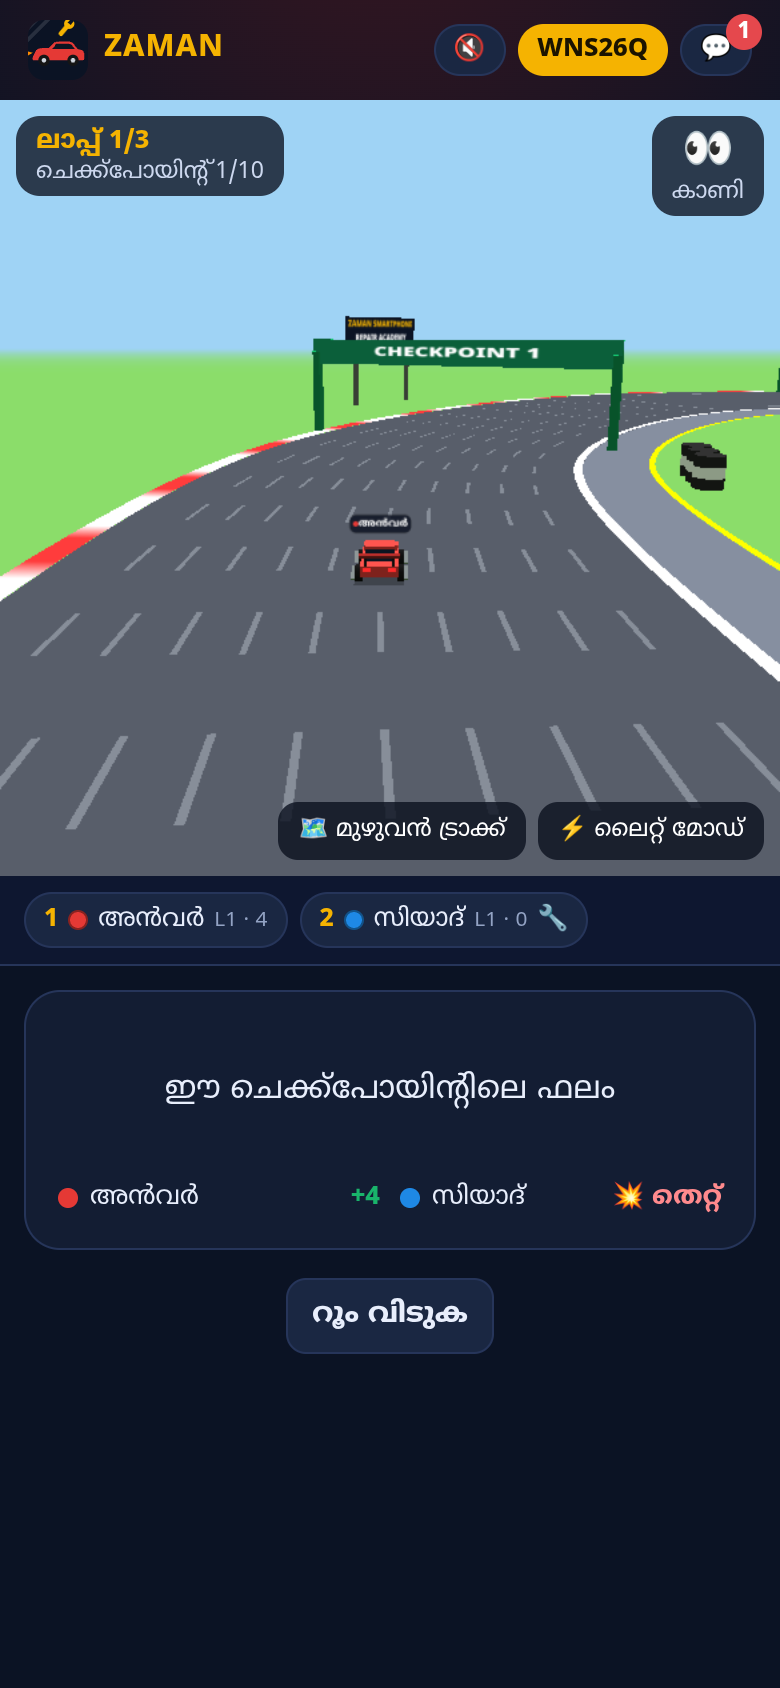 ZAMAN
WNS26Q
1
ലാപ്പ് 1/3
ചെക്ക്പോയിന്റ് 1/10
കാണി
ZAMAN SMARTPHONE
REPAIR ACADEMY
CHECKPOINT 1
അൻവർ
മുഴുവൻ ട്രാക്ക്
ലൈറ്റ് മോഡ്
1 അൻവർ L1 · 4
2 സിയാദ് L1 · 0
ഈ ചെക്ക്പോയിന്റിലെ ഫലം
അൻവർ +4
സിയാദ് തെറ്റ്
റൂം വിടുക